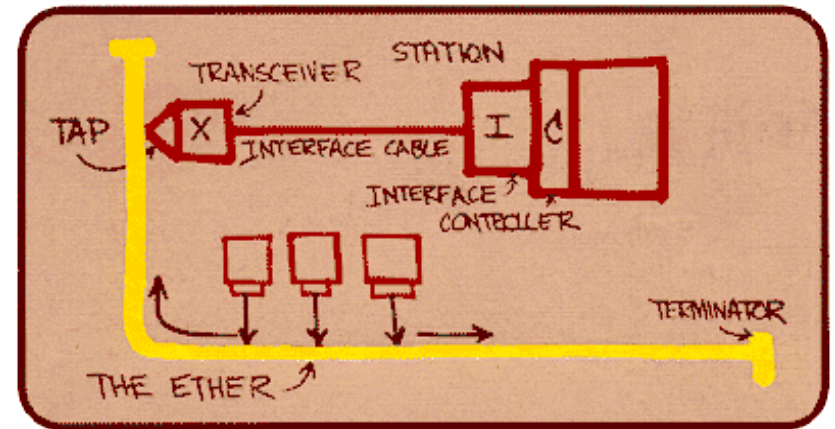 STATION
TRANSCEIVER
TAP
X
I
C
INTERFACE CABLE
INTERFACE
CONTROLLER
TERMINATOR
THE ETHER